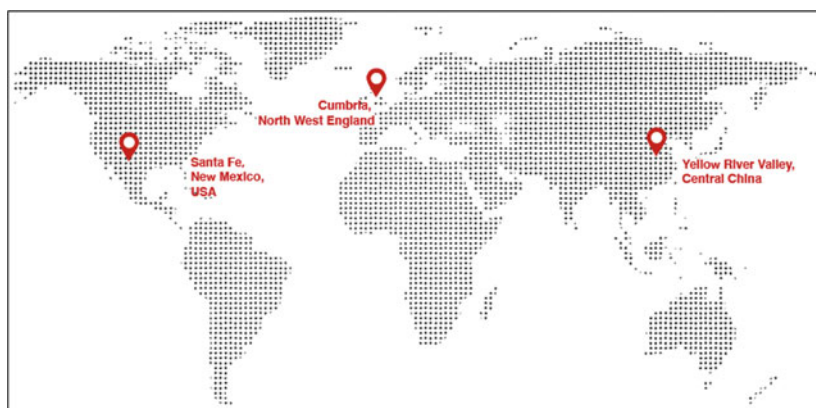 Cumbria,
North West England
Santa Fe,
New Mexico,
USA
Yellow River Valley,
Central China